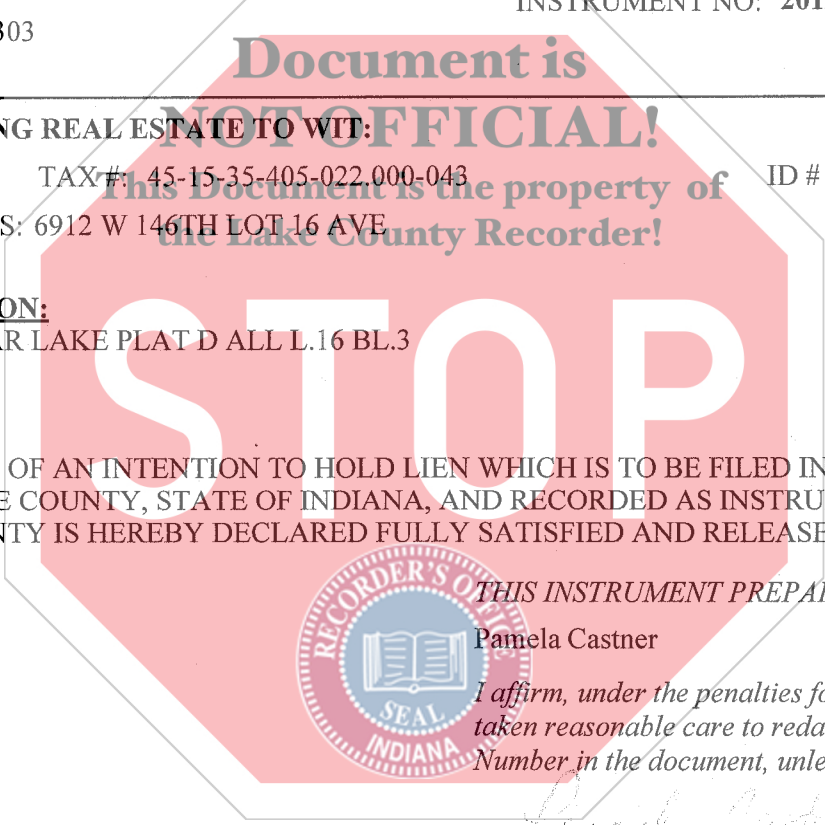 INSTRUMENT NO: 201
303
Document is
NG REAL ESTATE TO WIT:
NOT OFFICIAL!
TAX #: 45-15-35-405-022.000-043 ID #
This Document is the property of
S: 6912 W 146TH LOT 16 AVE
the Lake County Recorder!
ON:
AR LAKE PLAT D ALL L.16 BL.3
STOP
OF AN INTENTION TO HOLD LIEN WHICH IS TO BE FILED IN
E COUNTY, STATE OF INDIANA, AND RECORDED AS INSTRU
NTY IS HEREBY DECLARED FULLY SATISFIED AND RELEASE
RECORDER'S OFFICE
SEAL
INDIANA
THIS INSTRUMENT PREPA
Pamela Castner
I affirm, under the penalties fo
taken reasonable care to reda
Number in the document, unle